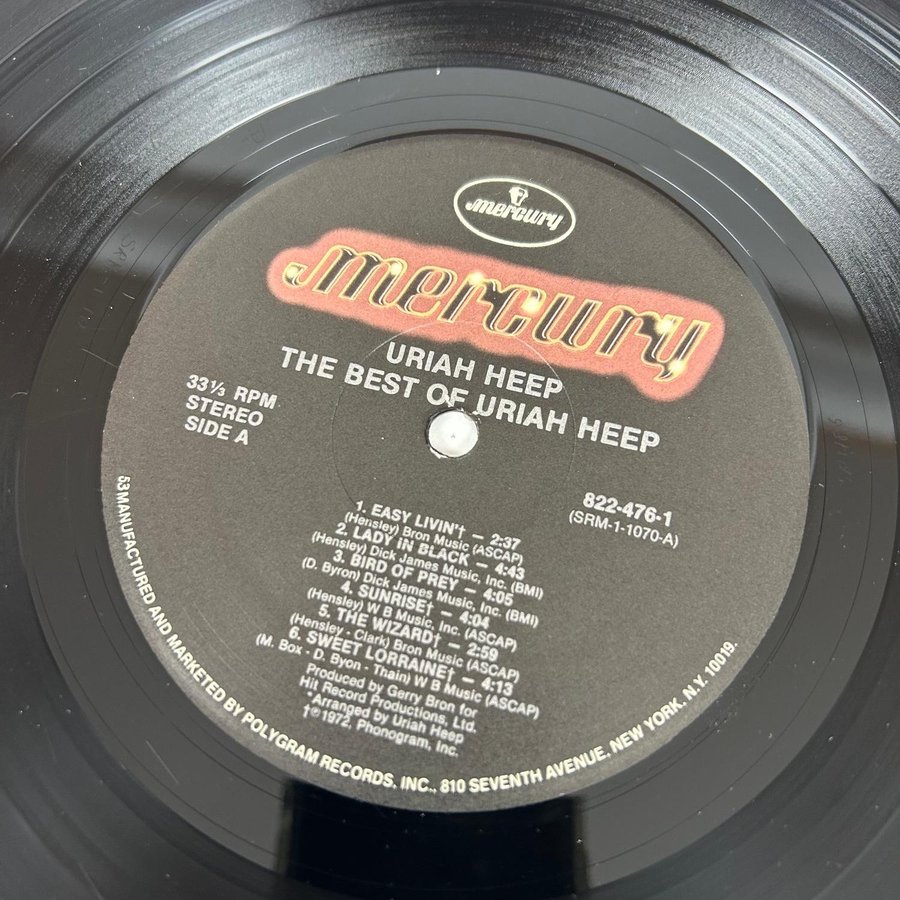 mercury
mercury
URIAH HEEP
THE BEST OF URIAH HEEP
33⅓ RPM
STEREO
SIDE A
822-476-1
(SRM-1-1070-A)
1. EASY LIVIN'† — 2:37
(Hensley) Bron Music (ASCAP)
2. LADY IN BLACK — 4:43
(Hensley) Dick James Music, Inc. (BMI)
3. BIRD OF PREY — 4:05
(D. Byron) Dick James Music, Inc. (BMI)
4. SUNRISE† — 4:04
(Hensley) W B Music, Inc. (ASCAP)
5. THE WIZARD† — 2:59
(Hensley - Clark) Bron Music (ASCAP)
6. SWEET LORRAINE† — 4:13
(M. Box - D. Byon - Thain) W B Music (ASCAP)
Produced by Gerry Bron for
Hit Record Productions, Ltd.
*Arranged by Uriah Heep
†℗1972, Phonogram, Inc.
53 MANUFACTURED AND MARKETED BY POLYGRAM RECORDS, INC., 810 SEVENTH AVENUE, NEW YORK, N.Y. 10019.